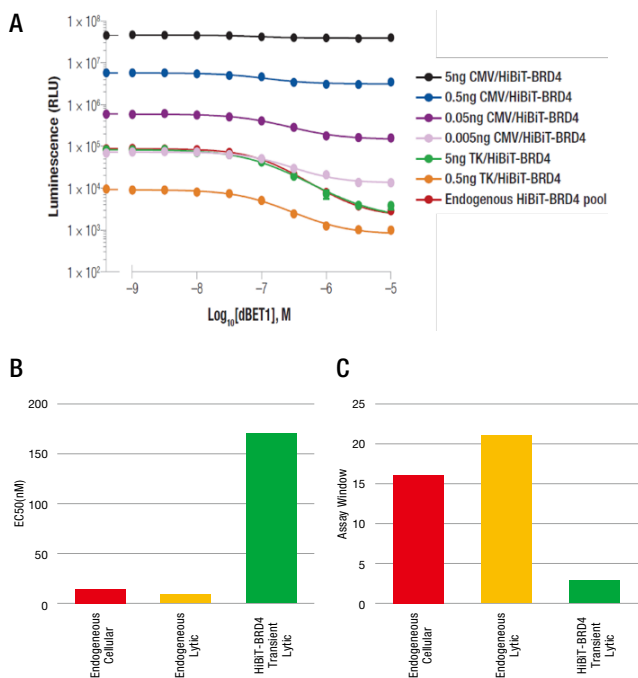 A
1 x 10⁸
1 x 10⁷
1 x 10⁶
1 x 10⁵
1 x 10⁴
1 x 10³
1 x 10²
Luminescence (RLU)
−9
−8
−7
−6
−5
Log₁₀[dBET1], M
5ng CMV/HiBiT-BRD4
0.5ng CMV/HiBiT-BRD4
0.05ng CMV/HiBiT-BRD4
0.005ng CMV/HiBiT-BRD4
5ng TK/HiBiT-BRD4
0.5ng TK/HiBiT-BRD4
Endogenous HiBiT-BRD4 pool
B
200
150
100
50
0
EC50(nM)
Endogeneous
Cellular
Endogeneous
Lytic
HiBiT-BRD4
Transient
Lytic
C
25
20
15
10
5
0
Assay Window
Endogeneous
Cellular
Endogeneous
Lytic
HiBiT-BRD4
Transient
Lytic